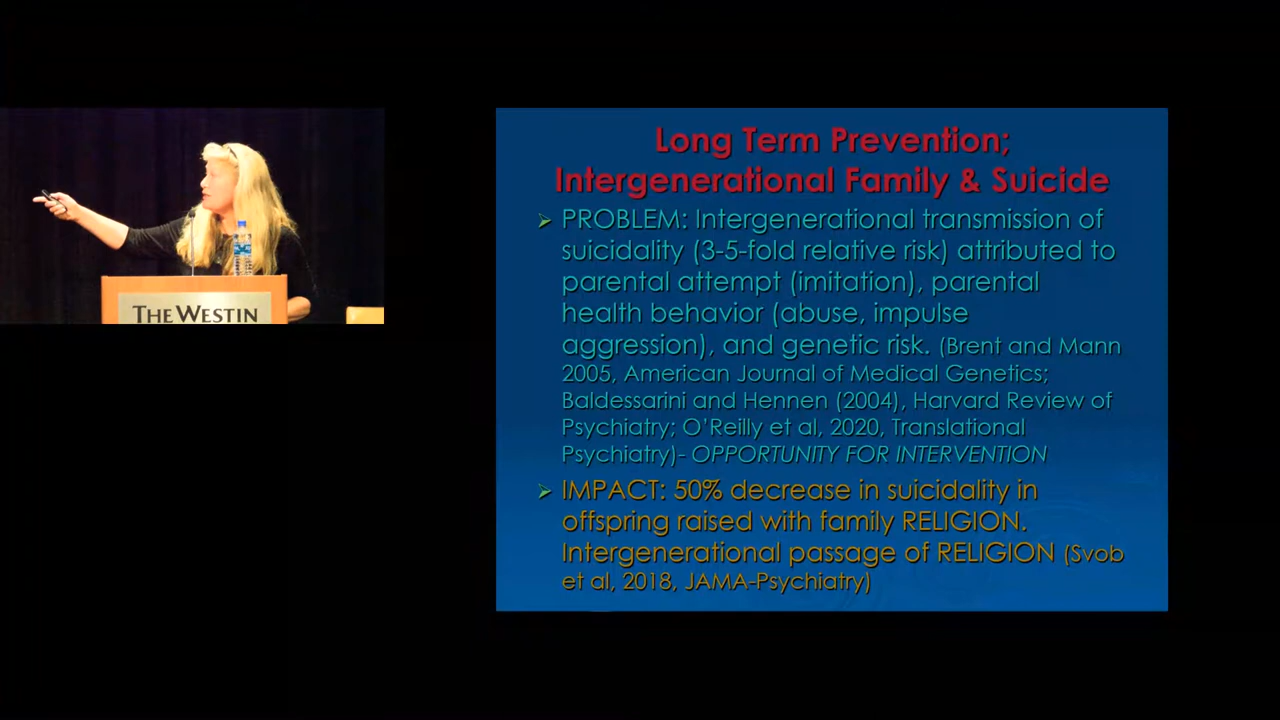 THE WESTIN
Long Term Prevention;
Intergenerational Family & Suicide
PROBLEM: Intergenerational transmission of
suicidality (3-5-fold relative risk) attributed to
parental attempt (imitation), parental
health behavior (abuse, impulse
aggression), and genetic risk. (Brent and Mann
2005, American Journal of Medical Genetics;
Baldessarini and Hennen (2004), Harvard Review of
Psychiatry; O'Reilly et al, 2020, Translational
Psychiatry)- OPPORTUNITY FOR INTERVENTION
IMPACT: 50% decrease in suicidality in
offspring raised with family RELIGION.
Intergenerational passage of RELIGION (Svob
et al, 2018, JAMA-Psychiatry)